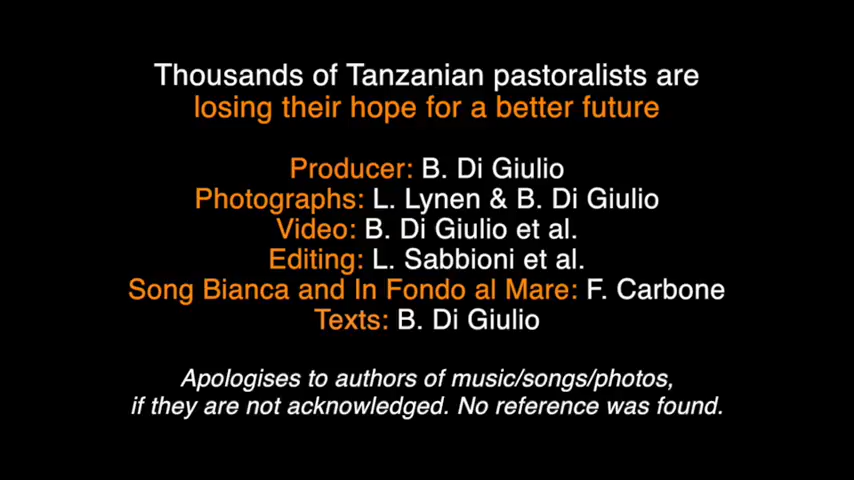 Thousands of Tanzanian pastoralists are
losing their hope for a better future
Producer: B. Di Giulio
Photographs: L. Lynen & B. Di Giulio
Video: B. Di Giulio et al.
Editing: L. Sabbioni et al.
Song Bianca and In Fondo al Mare: F. Carbone
Texts: B. Di Giulio
Apologises to authors of music/songs/photos,
if they are not acknowledged. No reference was found.